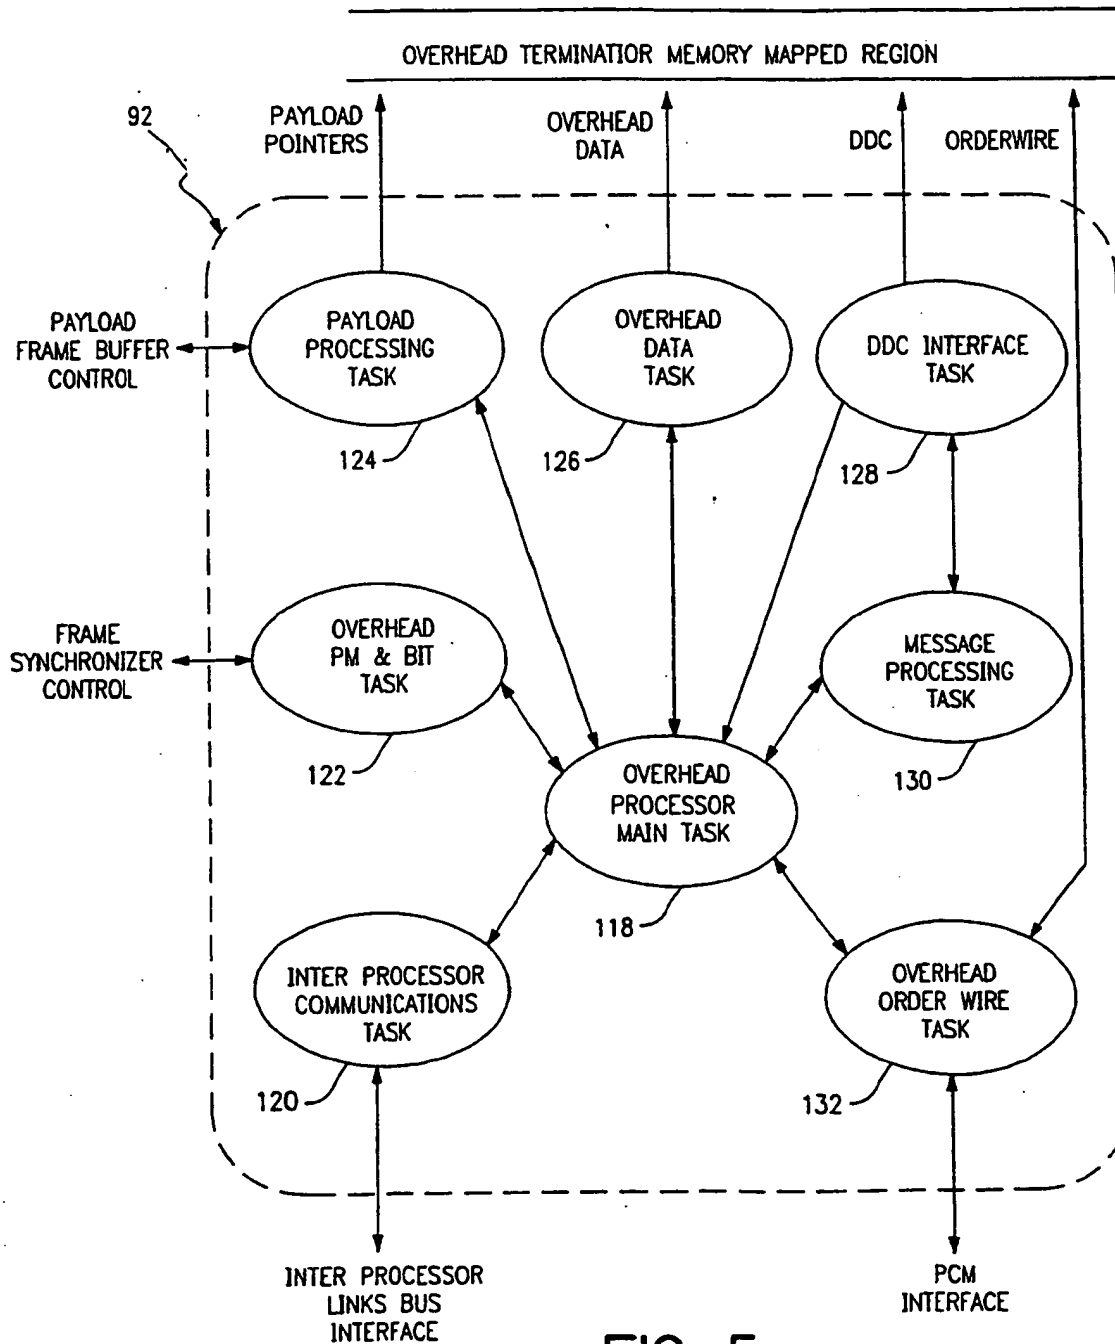 OVERHEAD TERMINATIOR MEMORY MAPPED REGION
92
PAYLOAD
POINTERS
OVERHEAD
DATA
DDC
ORDERWIRE
PAYLOAD
FRAME BUFFER
CONTROL
PAYLOAD
PROCESSING
TASK
124
OVERHEAD
DATA
TASK
126
DDC INTERFACE
TASK
128
FRAME
SYNCHRONIZER
CONTROL
OVERHEAD
PM & BIT
TASK
122
MESSAGE
PROCESSING
TASK
130
OVERHEAD
PROCESSOR
MAIN TASK
118
INTER PROCESSOR
COMMUNICATIONS
TASK
120
OVERHEAD
ORDER WIRE
TASK
132
INTER PROCESSOR
LINKS BUS
INTERFACE
PCM
INTERFACE